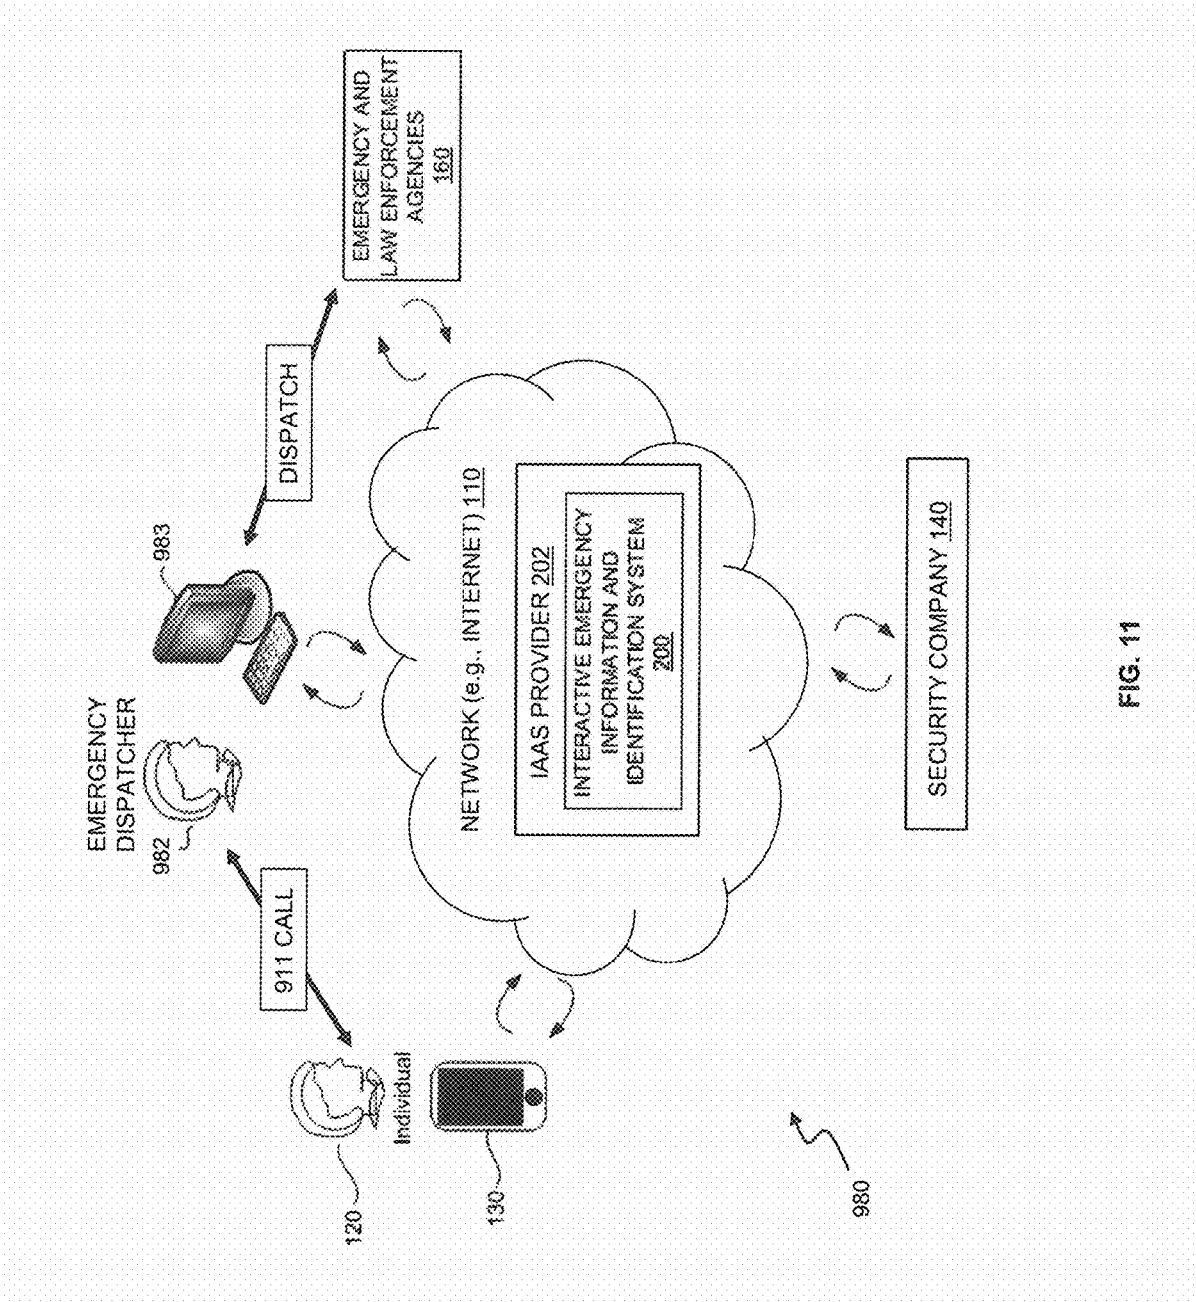 EMERGENCY
DISPATCHER
982
983
911 CALL
DISPATCH
120
Individual
130
EMERGENCY AND
LAW ENFORCEMENT
AGENCIES
160
NETWORK (e.g., INTERNET) 110
IAAS PROVIDER 202
INTERACTIVE EMERGENCY
INFORMATION AND
IDENTIFICATION SYSTEM
200
SECURITY COMPANY 140
980
FIG. 11